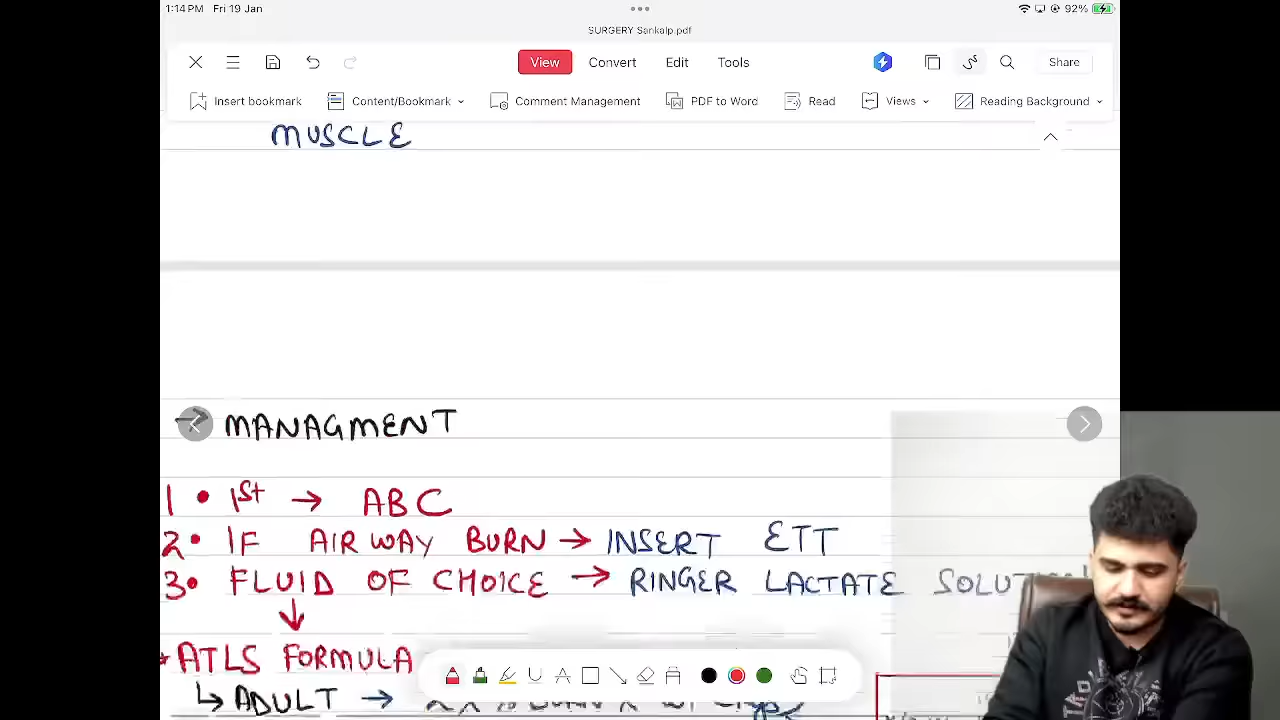 1:14 PM Fri 19 Jan
92%
SURGERY Sankalp.pdf
View Convert Edit Tools Share
Insert bookmark Content/Bookmark Comment Management PDF to Word Read Views Reading Background
MUSCLE
→ MANAGMENT
1 • 1st → ABC
2 • IF AIRWAY BURN → INSERT ETT
3 • FLUID OF CHOICE → RINGER LACTATE
↓
* ATLS FORMULA
↳ ADULT →